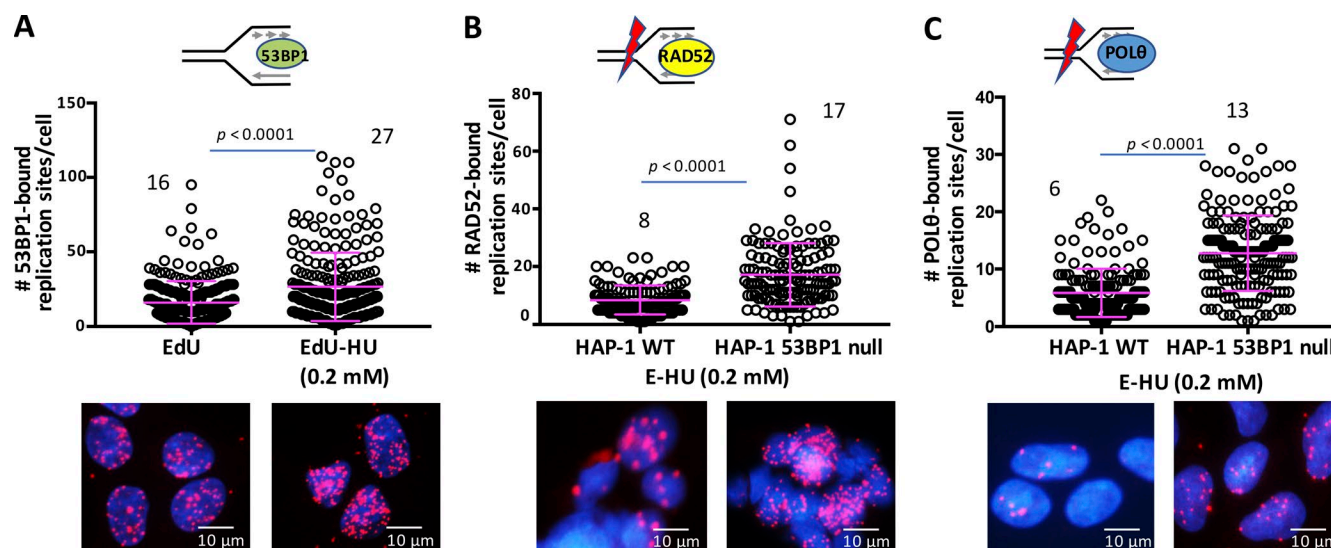 A
53BP1
# 53BP1-bound
replication sites/cell
150
100
50
0
p < 0.0001
16
27
EdU
EdU-HU
(0.2 mM)
10 µm
10 µm
B
RAD52
# RAD52-bound
replication sites/cell
80
60
40
20
0
p < 0.0001
8
17
HAP-1 WT
HAP-1 53BP1 null
E-HU (0.2 mM)
10 µm
10 µm
C
POLθ
# POLθ-bound
replication sites/cell
40
30
20
10
0
p < 0.0001
6
13
HAP-1 WT
HAP-1 53BP1 null
E-HU (0.2 mM)
10 µm
10 µm